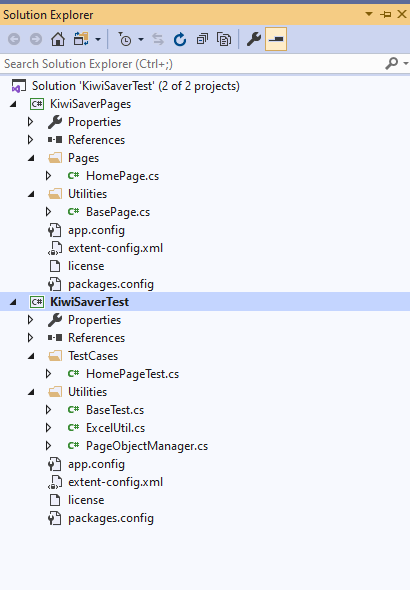 Solution Explorer
Search Solution Explorer (Ctrl+;)
Solution 'KiwiSaverTest' (2 of 2 projects)
C# KiwiSaverPages
Properties
References
Pages
C# HomePage.cs
Utilities
C# BasePage.cs
app.config
extent-config.xml
license
packages.config
C# KiwiSaverTest
Properties
References
TestCases
C# HomePageTest.cs
Utilities
C# BaseTest.cs
C# ExcelUtil.cs
C# PageObjectManager.cs
app.config
extent-config.xml
license
packages.config